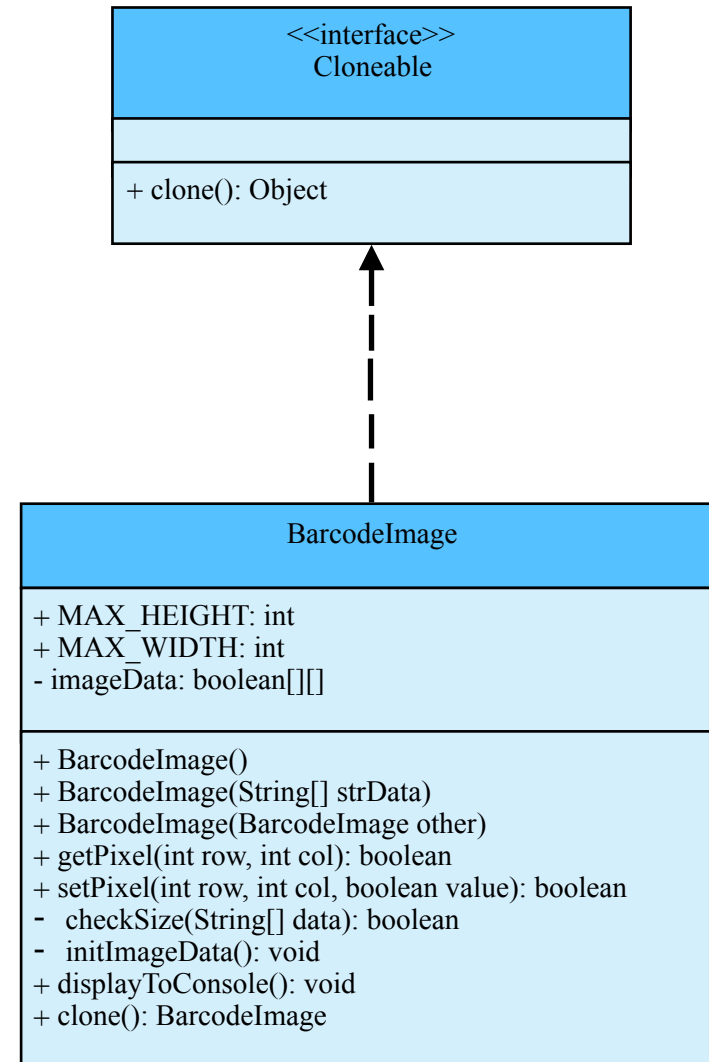 <<interface>>
Cloneable
+ clone(): Object
BarcodeImage
+ MAX_HEIGHT: int
+ MAX_WIDTH: int
- imageData: boolean[][]
+ BarcodeImage()
+ BarcodeImage(String[] strData)
+ BarcodeImage(BarcodeImage other)
+ getPixel(int row, int col): boolean
+ setPixel(int row, int col, boolean value): boolean
- checkSize(String[] data): boolean
- initImageData(): void
+ displayToConsole(): void
+ clone(): BarcodeImage